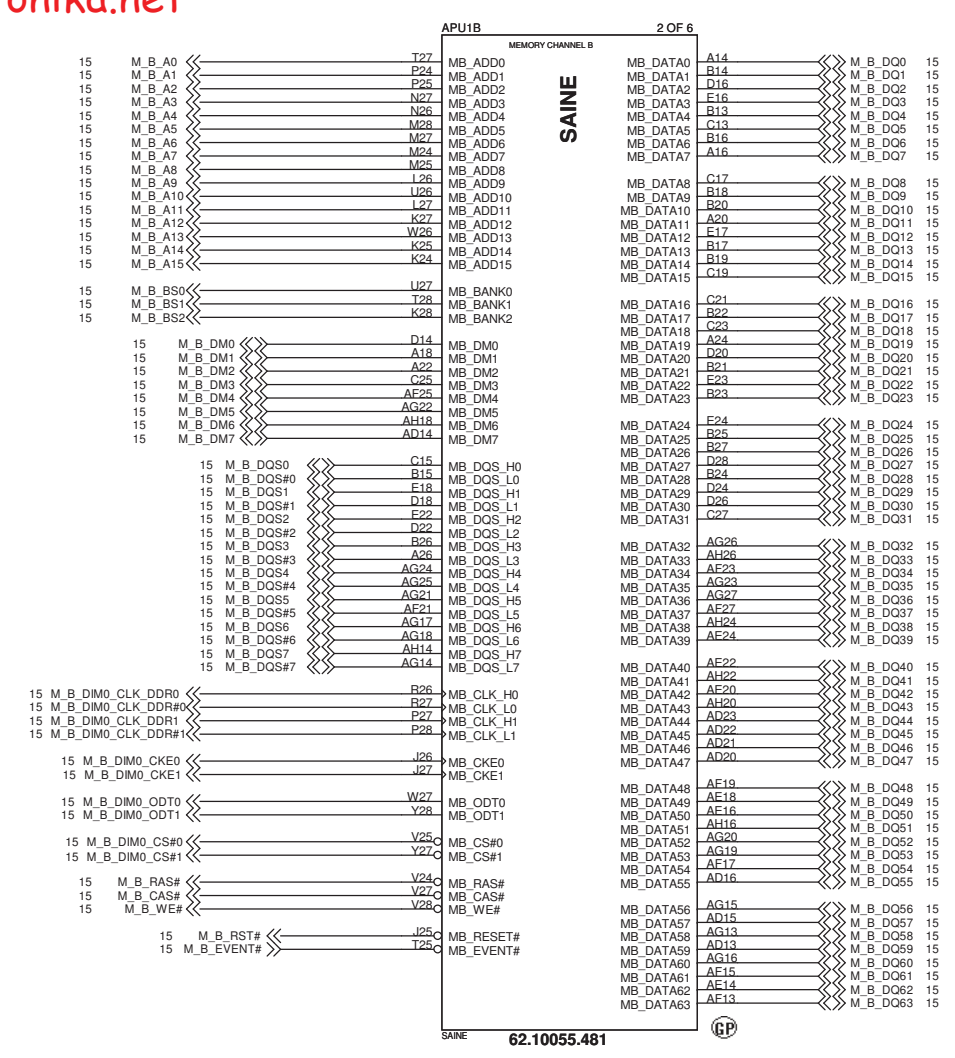 unika.net
APU1B 2 OF 6
MEMORY CHANNEL B
SAINE
15 M_B_A0 T27 MB_ADD0
15 M_B_A1 P24 MB_ADD1
15 M_B_A2 P25 MB_ADD2
15 M_B_A3 N27 MB_ADD3
15 M_B_A4 N26 MB_ADD4
15 M_B_A5 M28 MB_ADD5
15 M_B_A6 M27 MB_ADD6
15 M_B_A7 M24 MB_ADD7
15 M_B_A8 M25 MB_ADD8
15 M_B_A9 L26 MB_ADD9
15 M_B_A10 U26 MB_ADD10
15 M_B_A11 L27 MB_ADD11
15 M_B_A12 K27 MB_ADD12
15 M_B_A13 W26 MB_ADD13
15 M_B_A14 K25 MB_ADD14
15 M_B_A15 K24 MB_ADD15
15 M_B_BS0 U27 MB_BANK0
15 M_B_BS1 T28 MB_BANK1
15 M_B_BS2 K28 MB_BANK2
15 M_B_DM0 D14 MB_DM0
15 M_B_DM1 A18 MB_DM1
15 M_B_DM2 A22 MB_DM2
15 M_B_DM3 C25 MB_DM3
15 M_B_DM4 AF25 MB_DM4
15 M_B_DM5 AG22 MB_DM5
15 M_B_DM6 AH18 MB_DM6
15 M_B_DM7 AD14 MB_DM7
15 M_B_DQS0 C15 MB_DQS_H0
15 M_B_DQS#0 B15 MB_DQS_L0
15 M_B_DQS1 E18 MB_DQS_H1
15 M_B_DQS#1 D18 MB_DQS_L1
15 M_B_DQS2 E22 MB_DQS_H2
15 M_B_DQS#2 D22 MB_DQS_L2
15 M_B_DQS3 B26 MB_DQS_H3
15 M_B_DQS#3 A26 MB_DQS_L3
15 M_B_DQS4 AG24 MB_DQS_H4
15 M_B_DQS#4 AG25 MB_DQS_L4
15 M_B_DQS5 AG21 MB_DQS_H5
15 M_B_DQS#5 AF21 MB_DQS_L5
15 M_B_DQS6 AG17 MB_DQS_H6
15 M_B_DQS#6 AG18 MB_DQS_L6
15 M_B_DQS7 AH14 MB_DQS_H7
15 M_B_DQS#7 AG14 MB_DQS_L7
15 M_B_DIM0_CLK_DDR0 R26 MB_CLK_H0
15 M_B_DIM0_CLK_DDR#0 R27 MB_CLK_L0
15 M_B_DIM0_CLK_DDR1 P27 MB_CLK_H1
15 M_B_DIM0_CLK_DDR#1 P28 MB_CLK_L1
15 M_B_DIM0_CKE0 J26 MB_CKE0
15 M_B_DIM0_CKE1 J27 MB_CKE1
15 M_B_DIM0_ODT0 W27 MB_ODT0
15 M_B_DIM0_ODT1 Y28 MB_ODT1
15 M_B_DIM0_CS#0 V25 MB_CS#0
15 M_B_DIM0_CS#1 Y27 MB_CS#1
15 M_B_RAS# V24 MB_RAS#
15 M_B_CAS# V27 MB_CAS#
15 M_B_WE# V28 MB_WE#
15 M_B_RST# J25 MB_RESET#
15 M_B_EVENT# T25 MB_EVENT#
MB_DATA0 A14 M_B_DQ0 15
MB_DATA1 B14 M_B_DQ1 15
MB_DATA2 D16 M_B_DQ2 15
MB_DATA3 E16 M_B_DQ3 15
MB_DATA4 B13 M_B_DQ4 15
MB_DATA5 C13 M_B_DQ5 15
MB_DATA6 B16 M_B_DQ6 15
MB_DATA7 A16 M_B_DQ7 15
MB_DATA8 C17 M_B_DQ8 15
MB_DATA9 B18 M_B_DQ9 15
MB_DATA10 B20 M_B_DQ10 15
MB_DATA11 A20 M_B_DQ11 15
MB_DATA12 E17 M_B_DQ12 15
MB_DATA13 B17 M_B_DQ13 15
MB_DATA14 B19 M_B_DQ14 15
MB_DATA15 C19 M_B_DQ15 15
MB_DATA16 C21 M_B_DQ16 15
MB_DATA17 B22 M_B_DQ17 15
MB_DATA18 C23 M_B_DQ18 15
MB_DATA19 A24 M_B_DQ19 15
MB_DATA20 D20 M_B_DQ20 15
MB_DATA21 B21 M_B_DQ21 15
MB_DATA22 E23 M_B_DQ22 15
MB_DATA23 B23 M_B_DQ23 15
MB_DATA24 E24 M_B_DQ24 15
MB_DATA25 B25 M_B_DQ25 15
MB_DATA26 B27 M_B_DQ26 15
MB_DATA27 D28 M_B_DQ27 15
MB_DATA28 B24 M_B_DQ28 15
MB_DATA29 D24 M_B_DQ29 15
MB_DATA30 D26 M_B_DQ30 15
MB_DATA31 C27 M_B_DQ31 15
MB_DATA32 AG26 M_B_DQ32 15
MB_DATA33 AH26 M_B_DQ33 15
MB_DATA34 AF23 M_B_DQ34 15
MB_DATA35 AG23 M_B_DQ35 15
MB_DATA36 AG27 M_B_DQ36 15
MB_DATA37 AF27 M_B_DQ37 15
MB_DATA38 AH24 M_B_DQ38 15
MB_DATA39 AE24 M_B_DQ39 15
MB_DATA40 AE22 M_B_DQ40 15
MB_DATA41 AH22 M_B_DQ41 15
MB_DATA42 AE20 M_B_DQ42 15
MB_DATA43 AH20 M_B_DQ43 15
MB_DATA44 AD23 M_B_DQ44 15
MB_DATA45 AD22 M_B_DQ45 15
MB_DATA46 AD21 M_B_DQ46 15
MB_DATA47 AD20 M_B_DQ47 15
MB_DATA48 AF19 M_B_DQ48 15
MB_DATA49 AE18 M_B_DQ49 15
MB_DATA50 AE16 M_B_DQ50 15
MB_DATA51 AH16 M_B_DQ51 15
MB_DATA52 AG20 M_B_DQ52 15
MB_DATA53 AG19 M_B_DQ53 15
MB_DATA54 AF17 M_B_DQ54 15
MB_DATA55 AD16 M_B_DQ55 15
MB_DATA56 AG15 M_B_DQ56 15
MB_DATA57 AD15 M_B_DQ57 15
MB_DATA58 AG13 M_B_DQ58 15
MB_DATA59 AD13 M_B_DQ59 15
MB_DATA60 AG16 M_B_DQ60 15
MB_DATA61 AF15 M_B_DQ61 15
MB_DATA62 AE14 M_B_DQ62 15
MB_DATA63 AF13 M_B_DQ63 15
GP
SAINE 62.10055.481